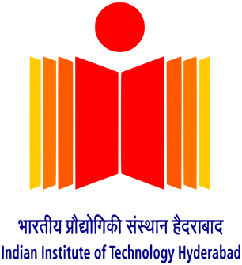 भारतीय प्रौद्योगिकी संस्थान हैदराबाद
Indian Institute of Technology Hyderabad